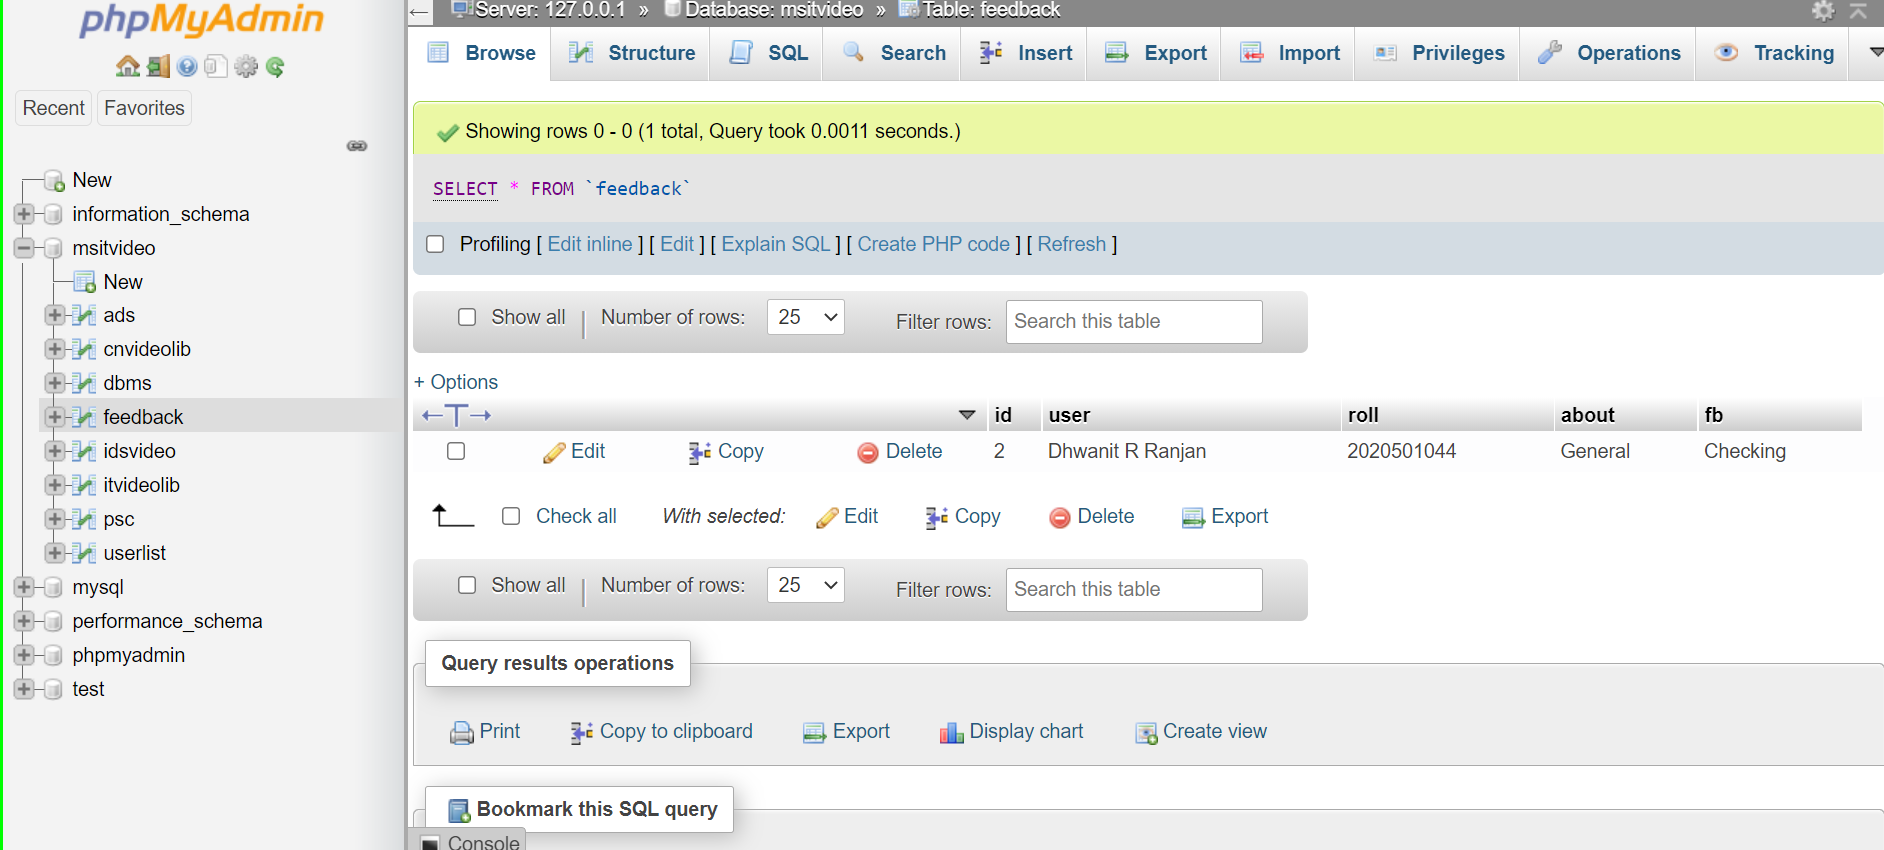 phpMyAdmin
Recent
Favorites
New
information_schema
msitvideo
New
ads
cnvideolib
dbms
feedback
idsvideo
itvideolib
psc
userlist
mysql
performance_schema
phpmyadmin
test
Server: 127.0.0.1 » Database: msitvideo » Table: feedback
Browse Structure SQL Search Insert Export Import Privileges Operations Tracking
Showing rows 0 - 0 (1 total, Query took 0.0011 seconds.)
SELECT * FROM `feedback`
Profiling [ Edit inline ] [ Edit ] [ Explain SQL ] [ Create PHP code ] [ Refresh ]
Show all | Number of rows: 25 Filter rows: Search this table
+ Options
←T→ id user roll about fb
Edit Copy Delete 2 Dhwanit R Ranjan 2020501044 General Checking
Check all With selected: Edit Copy Delete Export
Show all | Number of rows: 25 Filter rows: Search this table
Query results operations
Print Copy to clipboard Export Display chart Create view
Bookmark this SQL query
Console